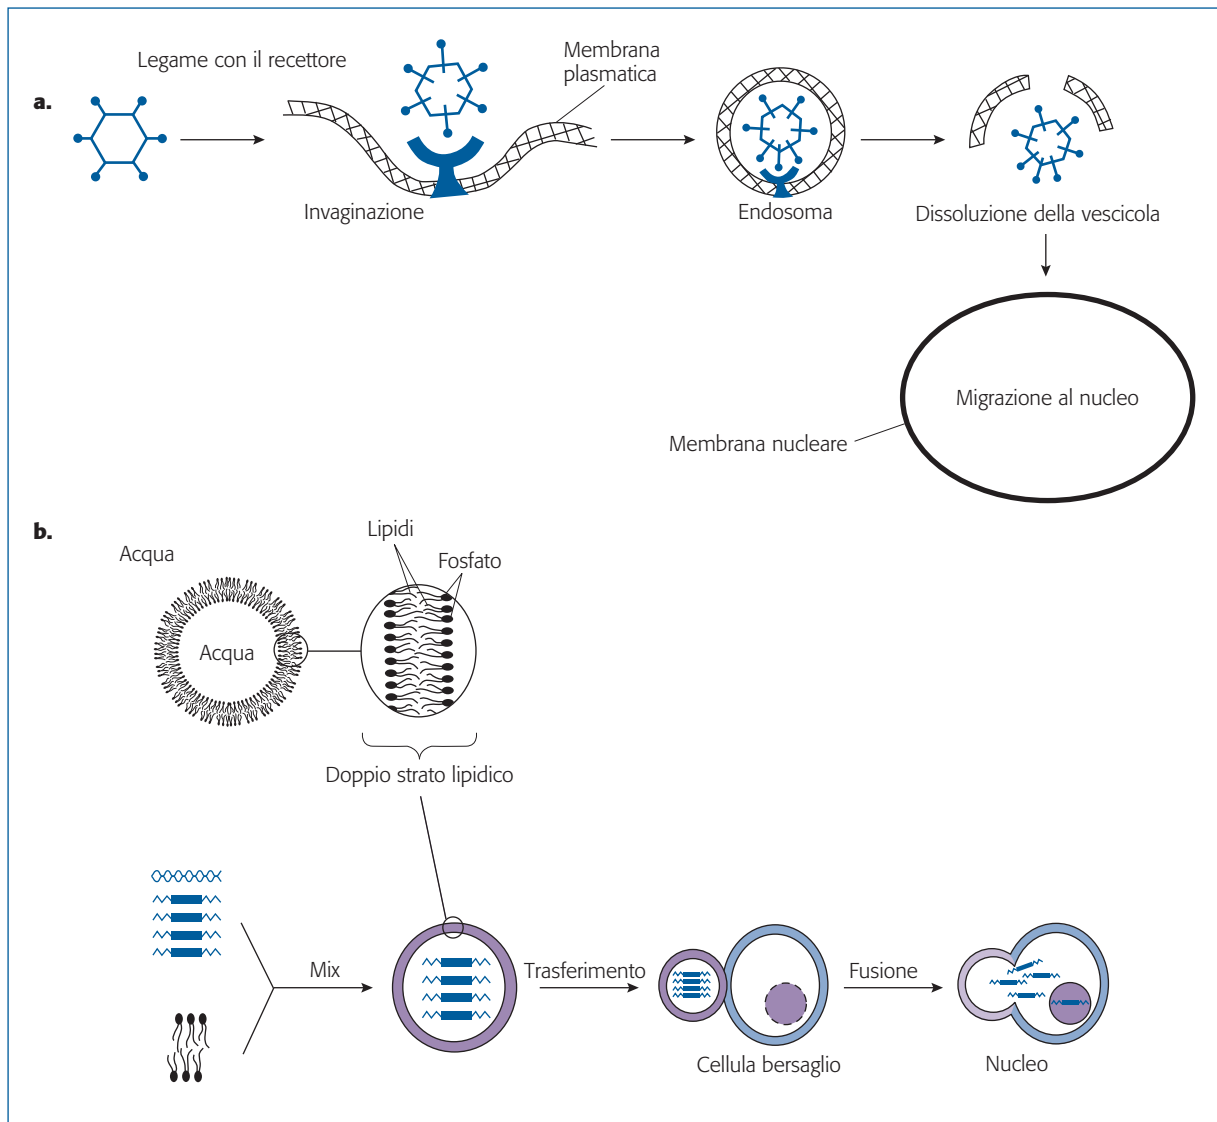 a.
Legame con il recettore
Membrana
plasmatica
Invaginazione
Endosoma
Dissoluzione della vescicola
Migrazione al nucleo
Membrana nucleare
b.
Acqua
Lipidi
Fosfato
Acqua
Doppio strato lipidico
Mix
Trasferimento
Fusione
Cellula bersaglio
Nucleo